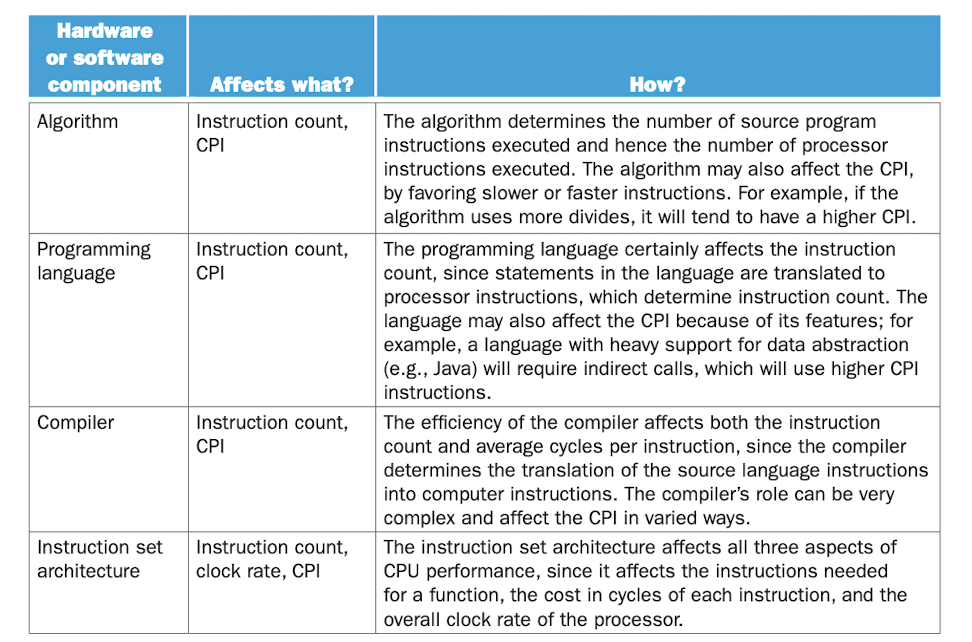 Hardware
or software
component
Affects what?
How?
Algorithm
Instruction count,
CPI
The algorithm determines the number of source program
instructions executed and hence the number of processor
instructions executed. The algorithm may also affect the CPI,
by favoring slower or faster instructions. For example, if the
algorithm uses more divides, it will tend to have a higher CPI.
Programming
language
Instruction count,
CPI
The programming language certainly affects the instruction
count, since statements in the language are translated to
processor instructions, which determine instruction count. The
language may also affect the CPI because of its features; for
example, a language with heavy support for data abstraction
(e.g., Java) will require indirect calls, which will use higher CPI
instructions.
Compiler
Instruction count,
CPI
The efficiency of the compiler affects both the instruction
count and average cycles per instruction, since the compiler
determines the translation of the source language instructions
into computer instructions. The compiler’s role can be very
complex and affect the CPI in varied ways.
Instruction set
architecture
Instruction count,
clock rate, CPI
The instruction set architecture affects all three aspects of
CPU performance, since it affects the instructions needed
for a function, the cost in cycles of each instruction, and the
overall clock rate of the processor.